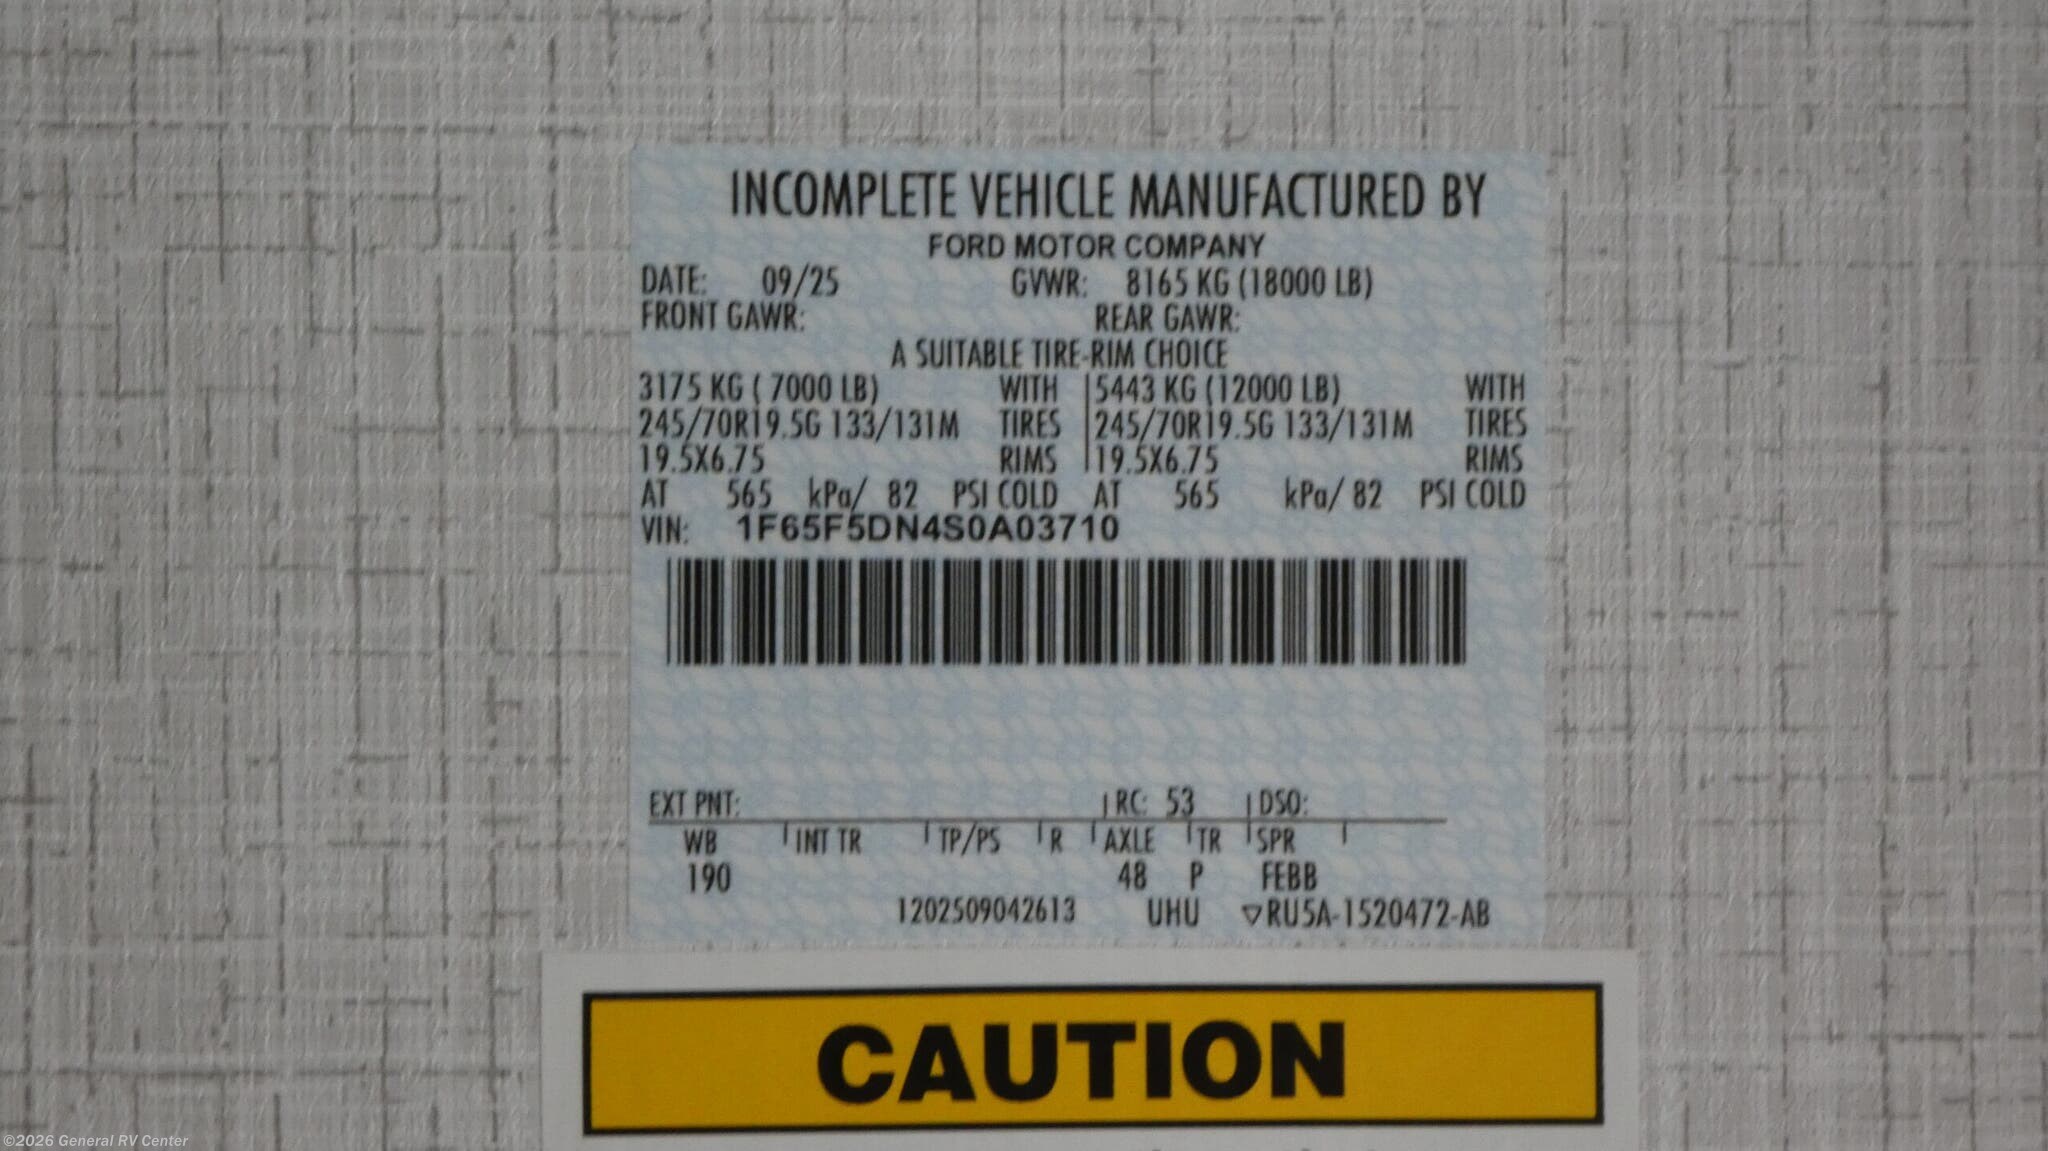 INCOMPLETE VEHICLE MANUFACTURED BY
FORD MOTOR COMPANY
DATE: 09/25 GVWR: 8165 KG (18000 LB)
FRONT GAWR: REAR GAWR:
A SUITABLE TIRE-RIM CHOICE
3175 KG ( 7000 LB) WITH 5443 KG (12000 LB) WITH
245/70R19.5G 133/131M TIRES 245/70R19.5G 133/131M TIRES
19.5X6.75 RIMS 19.5X6.75 RIMS
AT 565 kPa/ 82 PSI COLD AT 565 kPa/ 82 PSI COLD
VIN: 1F65F5DN4S0A03710
EXT PNT: RC: 53 DSO:
WB INT TR TP/PS R AXLE TR SPR
190 48 P FEBB
1202509042613 UHU ▽RU5A-1520472-AB
CAUTION
©2026 General RV Center